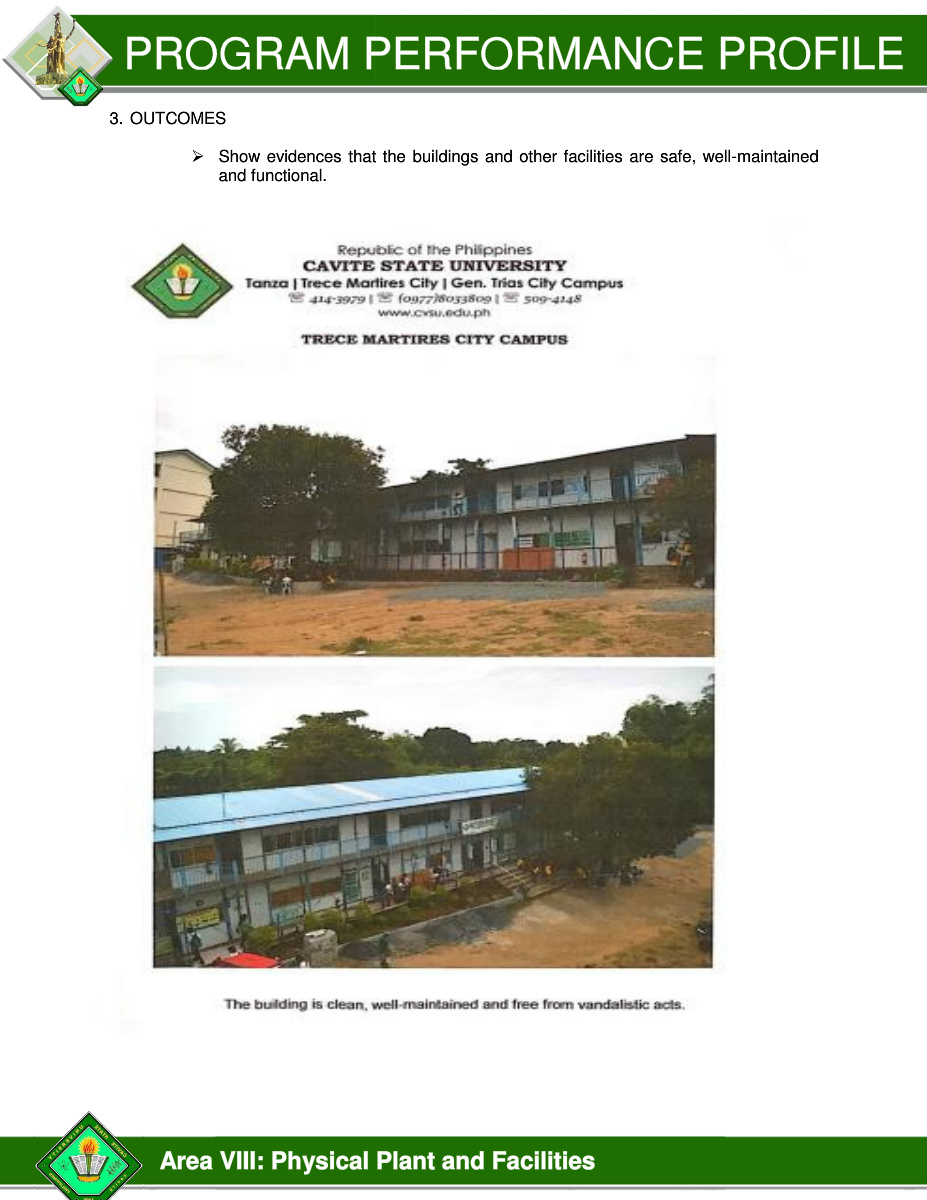 PROGRAM PERFORMANCE PROFILE
3. OUTCOMES
➢ Show evidences that the buildings and other facilities are safe, well-maintained
and functional.
Republic of the Philippines
CAVITE STATE UNIVERSITY
Tanza | Trece Martires City | Gen. Trias City Campus
☏ 414-3979 | ☏ (0977)8033809 | ☏ 509-4148
www.cvsu.edu.ph
TRECE MARTIRES CITY CAMPUS
The building is clean, well-maintained and free from vandalistic acts.
Area VIII: Physical Plant and Facilities